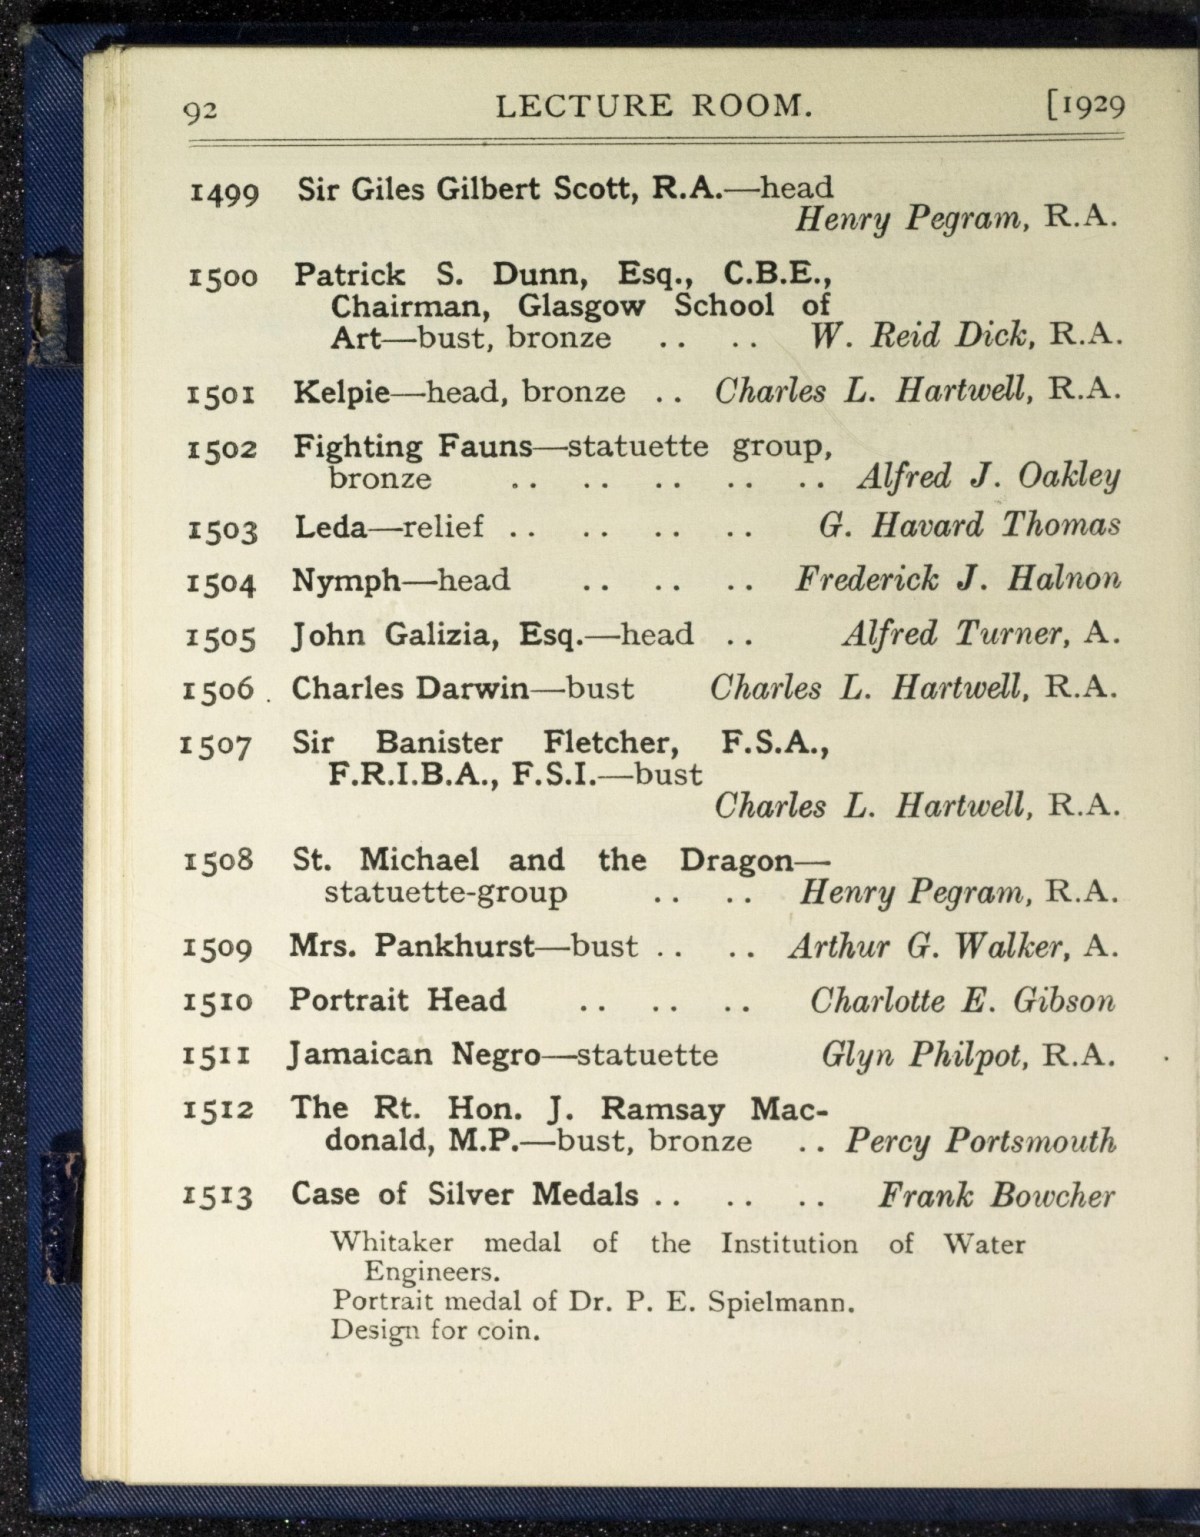 92 LECTURE ROOM. [1929
1499 Sir Giles Gilbert Scott, R.A.—head
Henry Pegram, R.A.
1500 Patrick S. Dunn, Esq., C.B.E.,
Chairman, Glasgow School of
Art—bust, bronze .. .. W. Reid Dick, R.A.
1501 Kelpie—head, bronze .. Charles L. Hartwell, R.A.
1502 Fighting Fauns—statuette group,
bronze .. .. .. .. .. Alfred J. Oakley
1503 Leda—relief .. .. .. .. G. Havard Thomas
1504 Nymph—head .. .. .. Frederick J. Halnon
1505 John Galizia, Esq.—head .. Alfred Turner, A.
1506 . Charles Darwin—bust Charles L. Hartwell, R.A.
1507 Sir Banister Fletcher, F.S.A.,
F.R.I.B.A., F.S.I.—bust
Charles L. Hartwell, R.A.
1508 St. Michael and the Dragon—
statuette-group .. .. Henry Pegram, R.A.
1509 Mrs. Pankhurst—bust .. .. Arthur G. Walker, A.
1510 Portrait Head .. .. .. Charlotte E. Gibson
1511 Jamaican Negro—statuette Glyn Philpot, R.A.
1512 The Rt. Hon. J. Ramsay Mac-
donald, M.P.—bust, bronze .. Percy Portsmouth
1513 Case of Silver Medals .. .. .. Frank Bowcher
Whitaker medal of the Institution of Water
Engineers.
Portrait medal of Dr. P. E. Spielmann.
Design for coin.